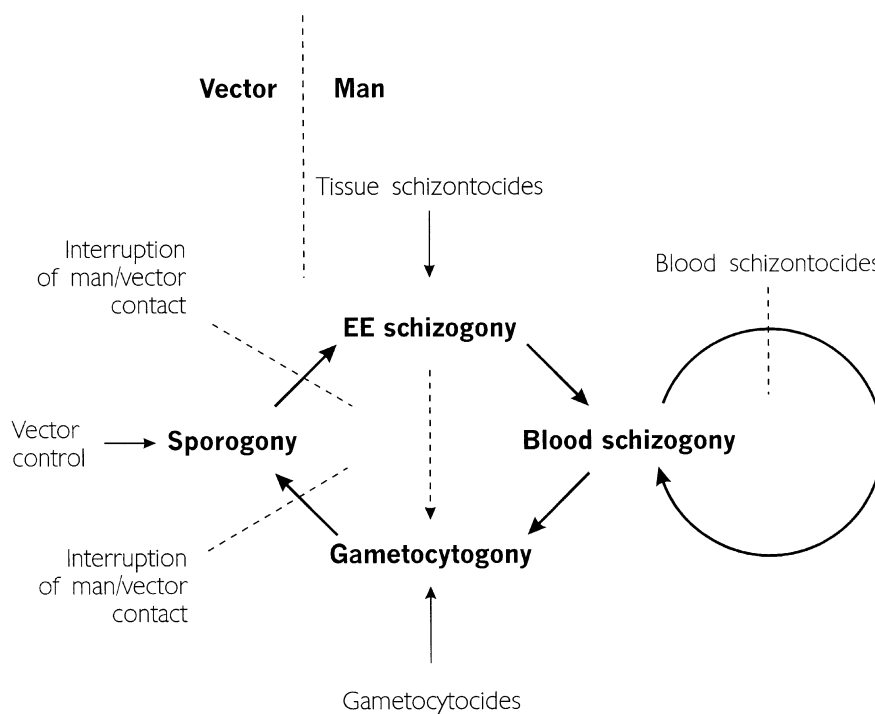 Vector
Man
Tissue schizontocides
Interruption
of man/vector
contact
Blood schizontocides
EE schizogony
Vector
control
Sporogony
Blood schizogony
Interruption
of man/vector
contact
Gametocytogony
Gametocytocides